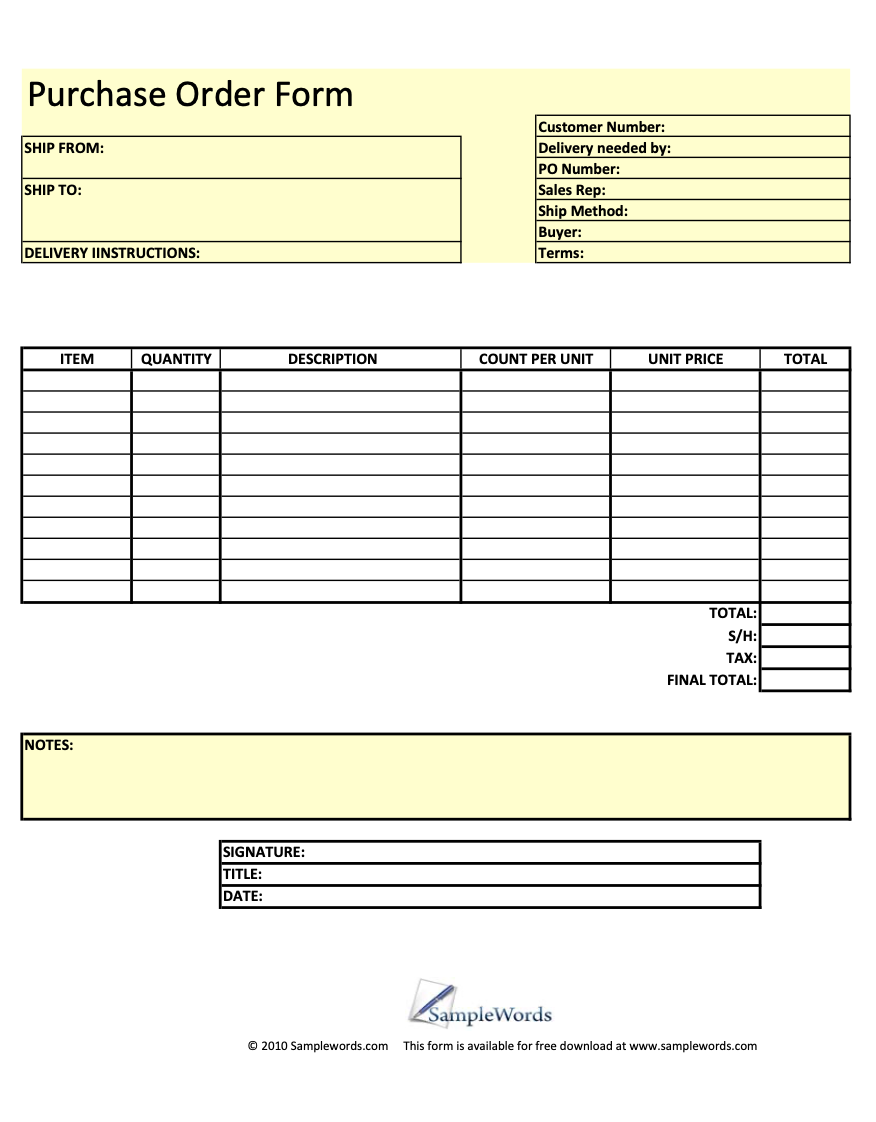 Purchase Order Form
Customer Number:
SHIP FROM:
Delivery needed by:
PO Number:
SHIP TO:
Sales Rep:
Ship Method:
Buyer:
DELIVERY IINSTRUCTIONS:
Terms:
ITEM QUANTITY DESCRIPTION COUNT PER UNIT UNIT PRICE TOTAL
TOTAL:
S/H:
TAX:
FINAL TOTAL:
NOTES:
SIGNATURE:
TITLE:
DATE:
SampleWords
© 2010 Samplewords.com This form is available for free download at www.samplewords.com